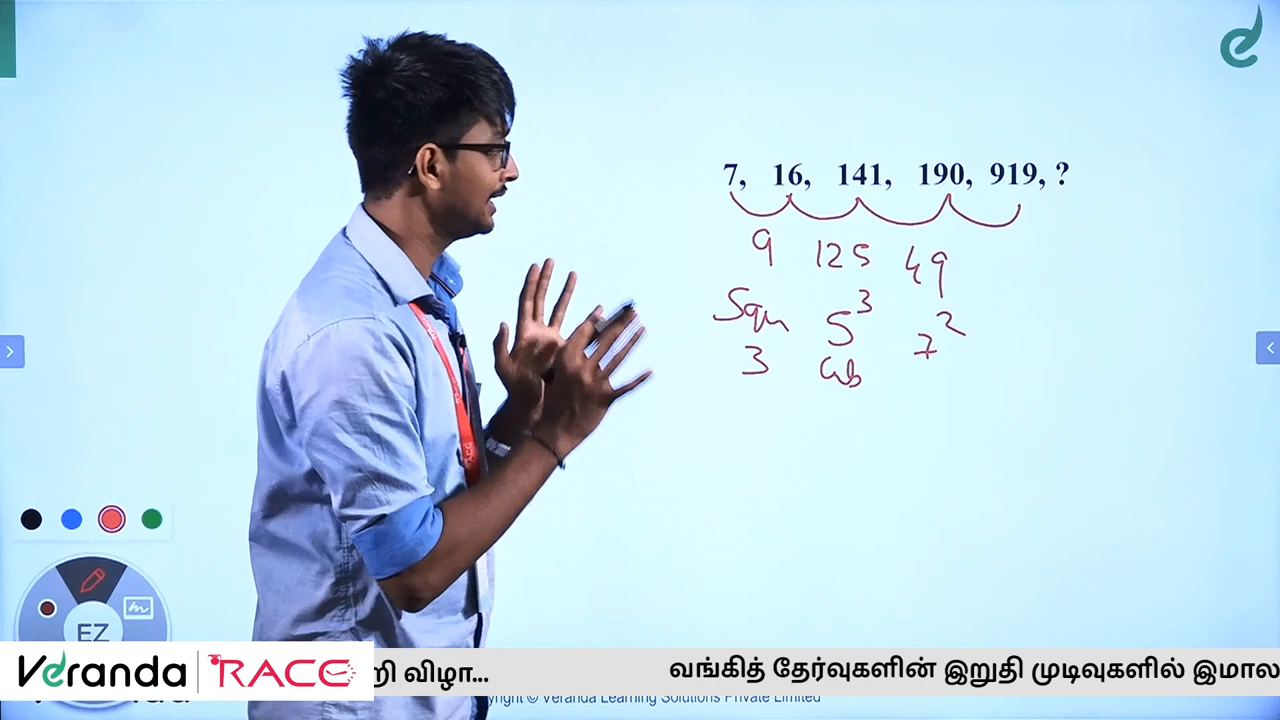 7, 16, 141, 190, 919, ?
9 125 49
Squ 5³ 7²
3 Cub
EZ
Veranda RACE
றி விழா...
வங்கித் தேர்வுகளின் இறுதி முடிவுகளில் இமால
pyright © Veranda Learning Solutions Private Limited